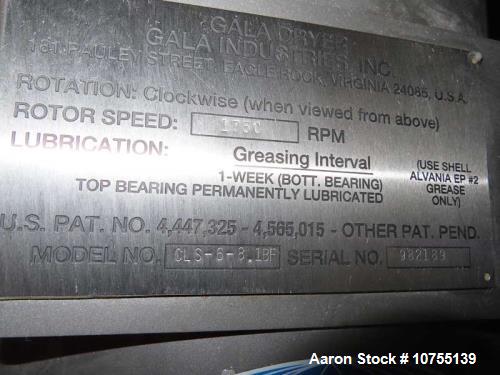 GALA DRYER
GALA INDUSTRIES, INC.
181 PAULEY STREET, EAGLE ROCK, VIRGINIA 24085, U.S.A.
ROTATION: Clockwise (when viewed from above)
ROTOR SPEED: RPM
LUBRICATION: Greasing Interval
1-WEEK (BOTT. BEARING)
TOP BEARING PERMANENTLY LUBRICATED
(USE SHELL
ALVANIA EP #2
GREASE
ONLY)
U.S. PAT. NO. 4,447,325 - 4,565,015 - OTHER PAT. PEND.
MODEL NO. SERIAL NO. 982189
Aaron Stock # 10755139